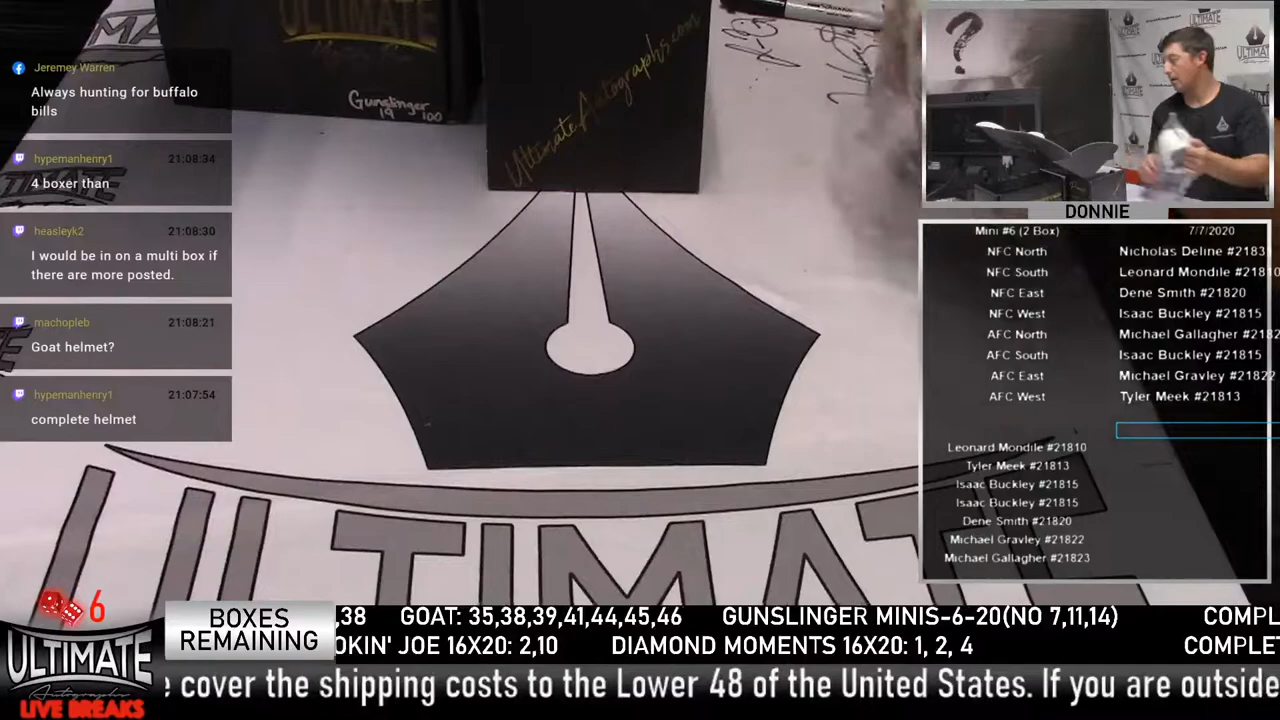 ULTIMATE
UltimateAutographs.com
Gunslinger
19 100
Jeremey Warren
Always hunting for buffalo
bills
hypemanhenry1 21:08:34
4 boxer than
heasleyk2 21:08:30
I would be in on a multi box if
there are more posted.
machopleb 21:08:21
Goat helmet?
hypemanhenry1 21:07:54
complete helmet
?
ULTIMATE
DONNIE
Mini #6 (2 Box) 7/7/2020
NFC North Nicholas Deline #2183
NFC South Leonard Mondile #21810
NFC East Dene Smith #21820
NFC West Isaac Buckley #21815
AFC North Michael Gallagher #2182
AFC South Isaac Buckley #21815
AFC East Michael Gravley #21822
AFC West Tyler Meek #21813
Leonard Mondile #21810
Tyler Meek #21813
Isaac Buckley #21815
Isaac Buckley #21815
Dene Smith #21820
Michael Gravley #21822
Michael Gallagher #21823
ULTIMATE
6
ULTIMATE
Autographs
LIVE BREAKS
BOXES
REMAINING
,38 GOAT: 35,38,39,41,44,45,46 GUNSLINGER MINIS-6-20(NO 7,11,14) COMPL
OKIN' JOE 16X20: 2,10 DIAMOND MOMENTS 16X20: 1, 2, 4 COMPLET
e cover the shipping costs to the Lower 48 of the United States. If you are outside